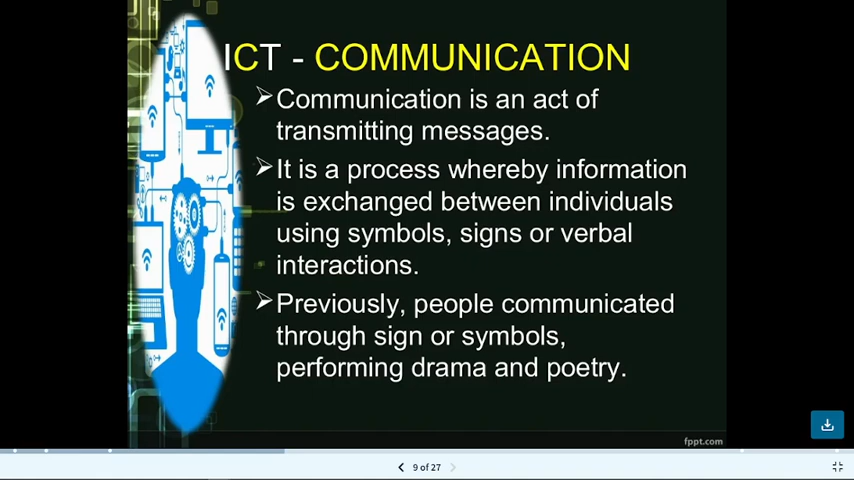 ICT - COMMUNICATION
➢Communication is an act of
transmitting messages.
➢It is a process whereby information
is exchanged between individuals
using symbols, signs or verbal
interactions.
➢Previously, people communicated
through sign or symbols,
performing drama and poetry.
fppt.com
9 of 27